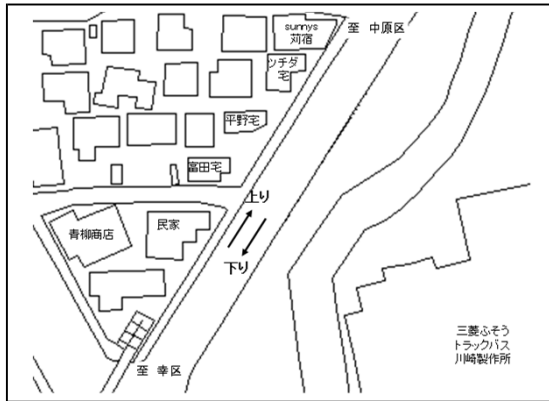 sunnys
苅宿
至 中原区
ツチダ
宅
平野宅
富田宅
上り
青柳商店
民家
下り
三菱ふそう
トラックバス
川崎製作所
至 幸区